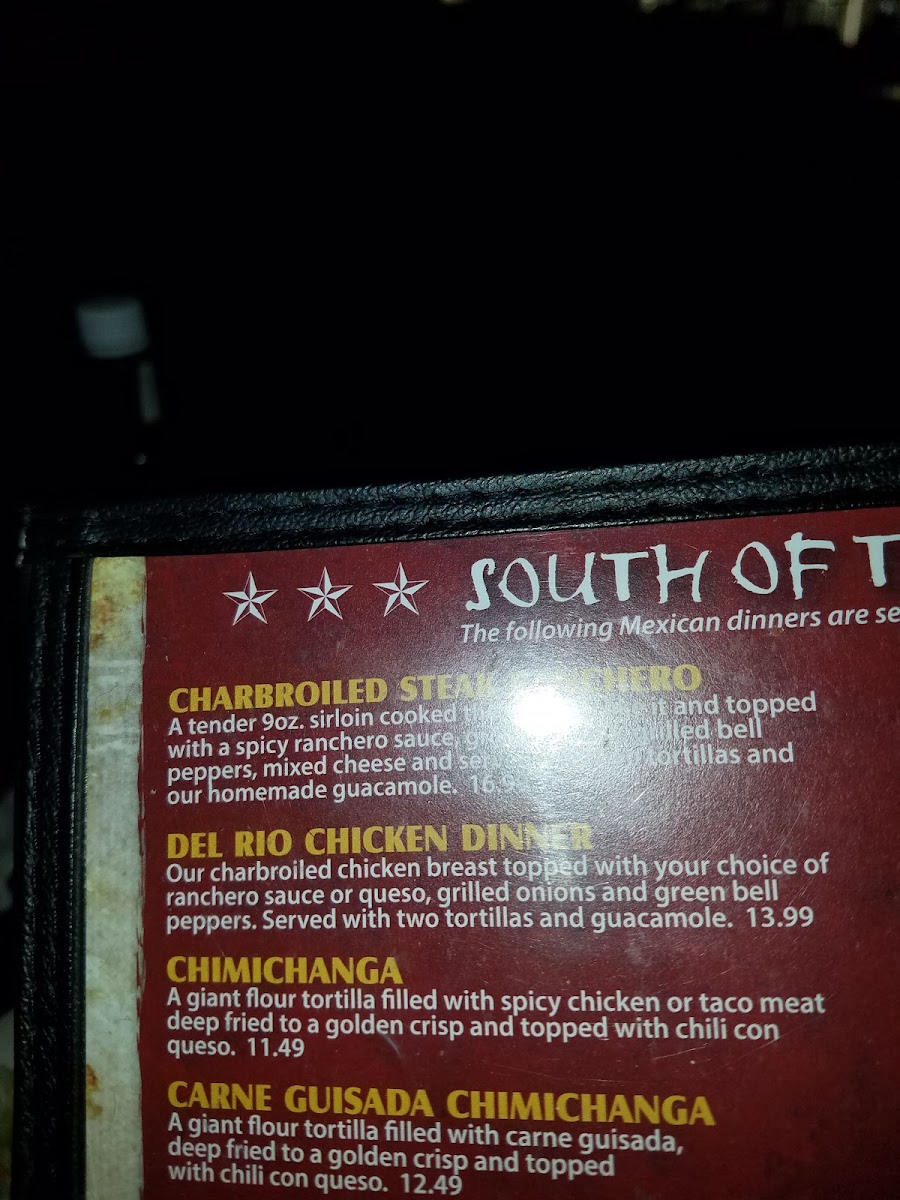 SOUTH OF
The following Mexican dinners are
CHARBROILED STEAK RANCHERO
A tender 9oz. sirloin cooked and topped
with a spicy ranchero sauce, bell
peppers, mixed cheese and tortillas and
our homemade guacamole.
DEL RIO CHICKEN DINNER
Our charbroiled chicken breast topped with your choice of
ranchero sauce or queso, grilled onions and green bell
peppers. Served with two tortillas and guacamole. 13.99
CHIMICHANGA
A giant flour tortilla filled with spicy chicken or taco meat
deep fried to a golden crisp and topped with chili con
queso. 11.49
CARNE GUISADA CHIMICHANGA
A giant flour tortilla filled with carne guisada,
deep fried to a golden crisp and topped
with chili con queso. 12.49